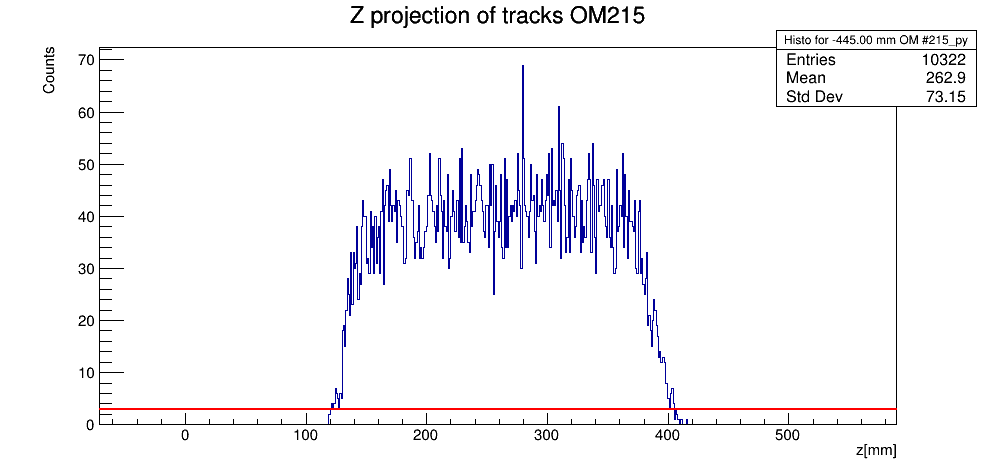 Z projection of tracks OM215
Histo for -445.00 mm OM #215_py
Entries 10322
Mean 262.9
Std Dev 73.15
Counts
70
60
50
40
30
20
10
0
0 100 200 300 400 500
z[mm]